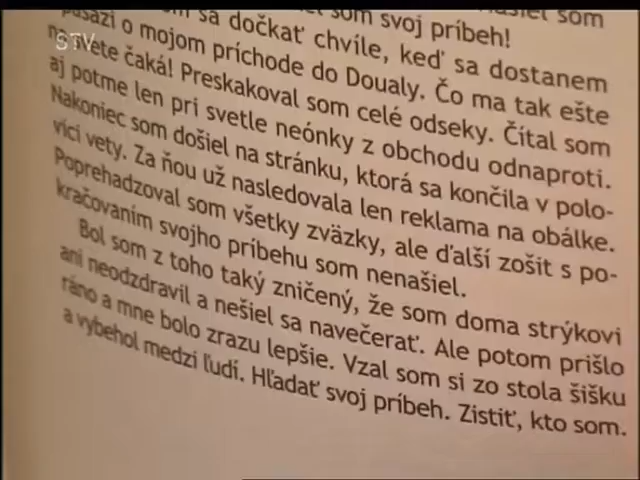 som svoj príbeh!
som
sa dočkať chvíle, keď sa dostanem
o mojom príchode do Doualy. Čo ma tak ešte
STV
čaká! Preskakoval som celé odseky. Čítal som
aj potme len pri svetle neónky z obchodu odnaproti.
Nakoniec som došiel na stránku, ktorá sa končila v polo-
vici vety. Za ňou už nasledovala len reklama na obálke.
Poprehadzoval som všetky zväzky, ale ďalší zošit s po-
kračovaním svojho príbehu som nenašiel.
Bol som z toho taký zničený, že som doma strýkovi
ani neodzdravil a nešiel sa navečerať. Ale potom prišlo
ráno a mne bolo zrazu lepšie. Vzal som si zo stola šišku
a vybehol medzi ľudí. Hľadať svoj príbeh. Zistiť, kto som.